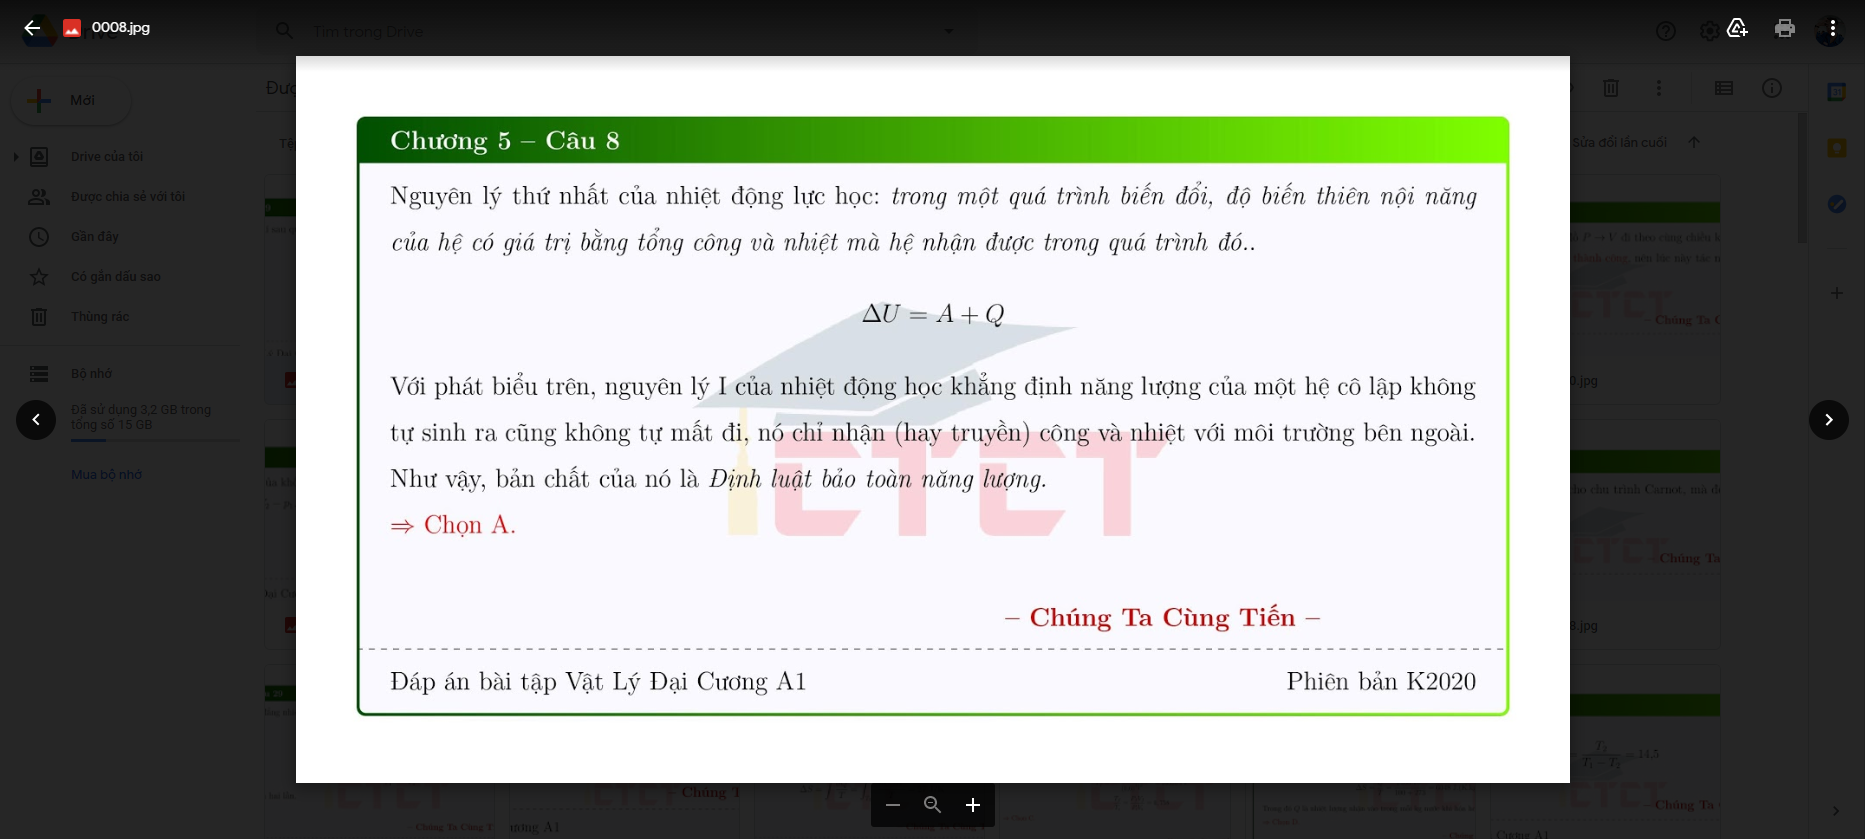 0008.jpg
Tìm trong Drive
Mới
Drive của tôi
Được chia sẻ với tôi
Gần đây
Có gắn dấu sao
Thùng rác
Bộ nhớ
Đã sử dụng 3,2 GB trong
tổng số 15 GB
Mua bộ nhớ
Sửa đổi lần cuối
Chương 5 – Câu 8
Nguyên lý thứ nhất của nhiệt động lực học: trong một quá trình biến đổi, độ biến thiên nội năng
của hệ có giá trị bằng tổng công và nhiệt mà hệ nhận được trong quá trình đó..
ΔU = A + Q
Với phát biểu trên, nguyên lý I của nhiệt động học khẳng định năng lượng của một hệ cô lập không
tự sinh ra cũng không tự mất đi, nó chỉ nhận (hay truyền) công và nhiệt với môi trường bên ngoài.
Như vậy, bản chất của nó là Định luật bảo toàn năng lượng.
⇒ Chọn A.
CTCT
– Chúng Ta Cùng Tiến –
Đáp án bài tập Vật Lý Đại Cương A1
Phiên bản K2020